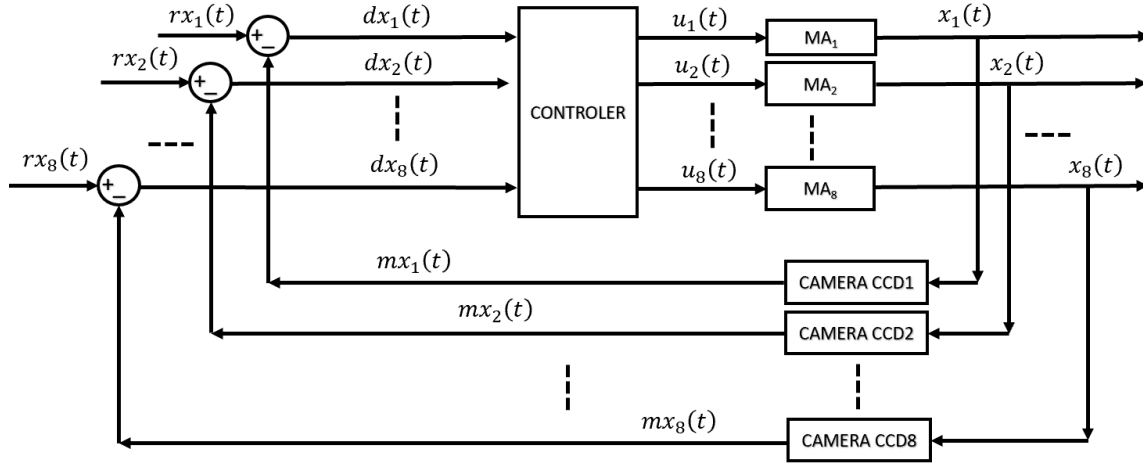 rx₁(t)
dx₁(t)
u₁(t)
MA₁
x₁(t)
rx₂(t)
dx₂(t)
u₂(t)
MA₂
x₂(t)
CONTROLER
rx₈(t)
dx₈(t)
u₈(t)
MA₈
x₈(t)
mx₁(t)
CAMERA CCD1
mx₂(t)
CAMERA CCD2
mx₈(t)
CAMERA CCD8